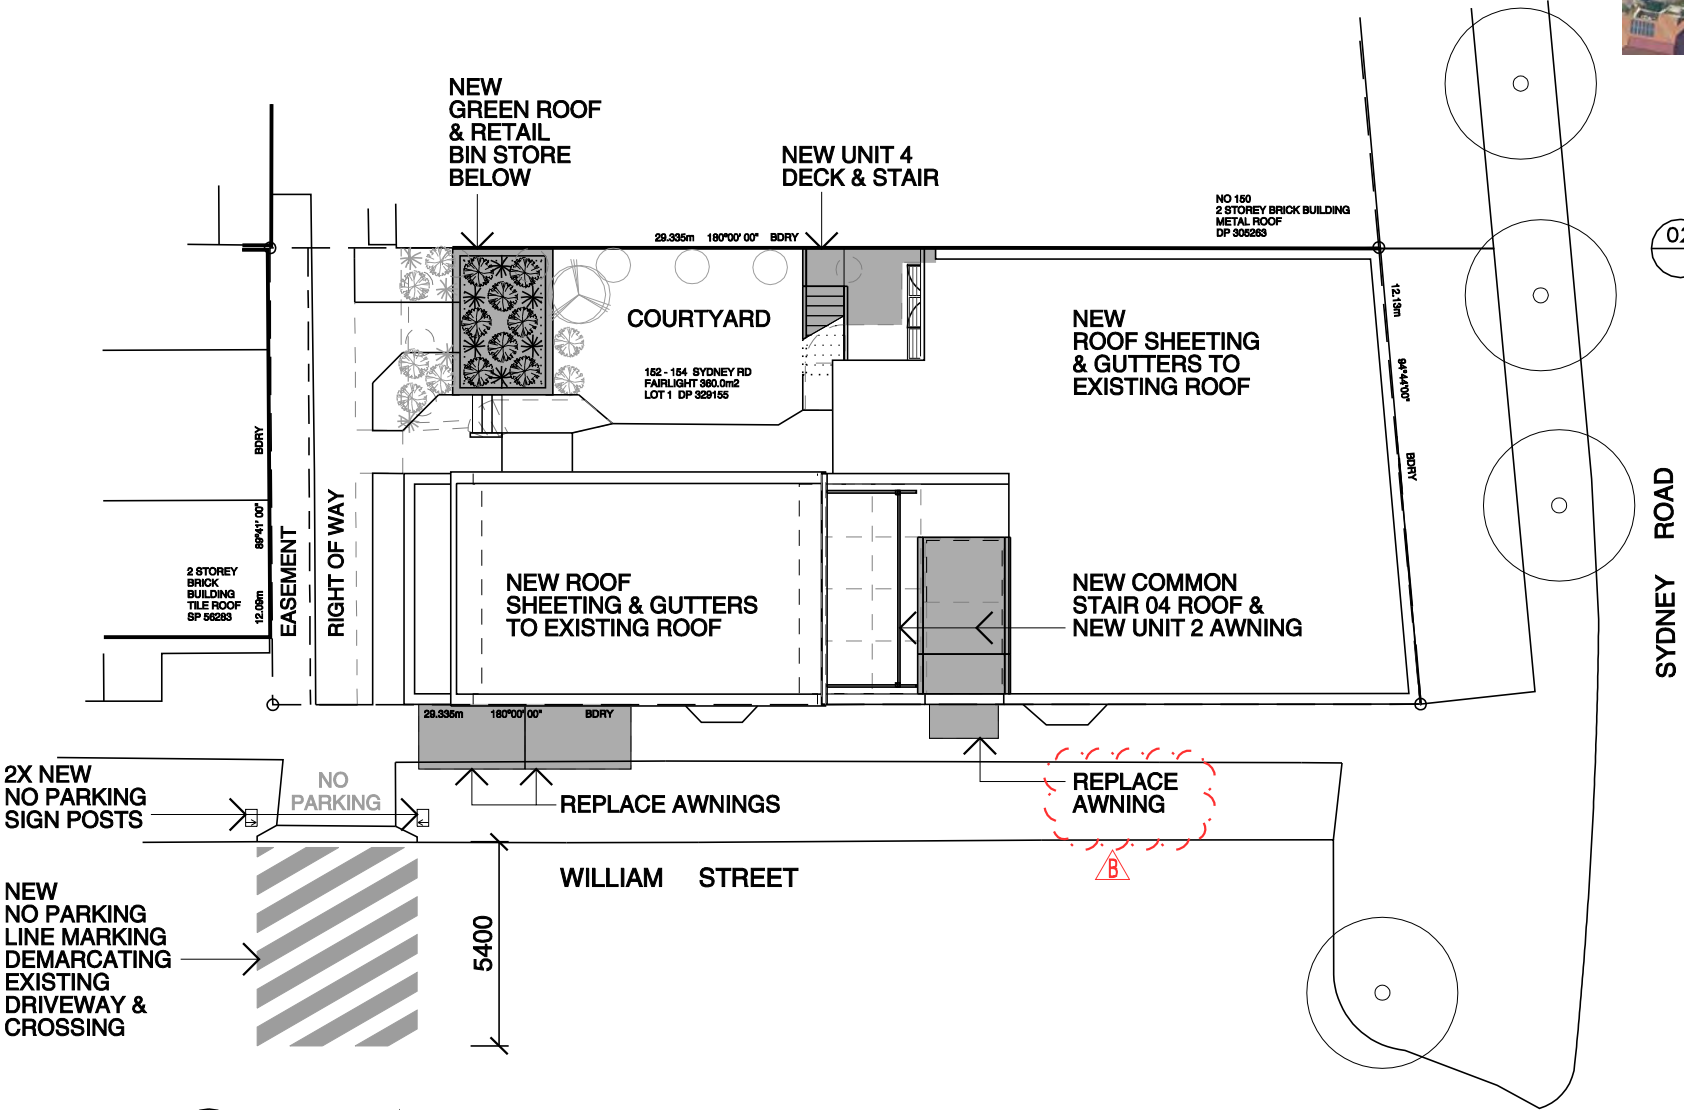 NEW
GREEN ROOF
& RETAIL
BIN STORE
BELOW
NEW UNIT 4
DECK & STAIR
NO 150
2 STOREY BRICK BUILDING
METAL ROOF
DP 305263
29.335m 180°00' 00" BDRY
COURTYARD
152 - 154 SYDNEY RD
FAIRLIGHT 360.0m2
LOT 1 DP 329155
NEW
ROOF SHEETING
& GUTTERS TO
EXISTING ROOF
12.13m
94°44'00"
BDRY
SYDNEY ROAD
BDRY
89°41' 00"
12.09m
EASEMENT
RIGHT OF WAY
2 STOREY
BRICK
BUILDING
TILE ROOF
SP 56283
NEW ROOF
SHEETING & GUTTERS
TO EXISTING ROOF
NEW COMMON
STAIR 04 ROOF &
NEW UNIT 2 AWNING
29.335m 180°00' 00" BDRY
2X NEW
NO PARKING
SIGN POSTS
NO
PARKING
REPLACE AWNINGS
REPLACE
AWNING
B
WILLIAM STREET
5400
NEW
NO PARKING
LINE MARKING
DEMARCATING
EXISTING
DRIVEWAY &
CROSSING